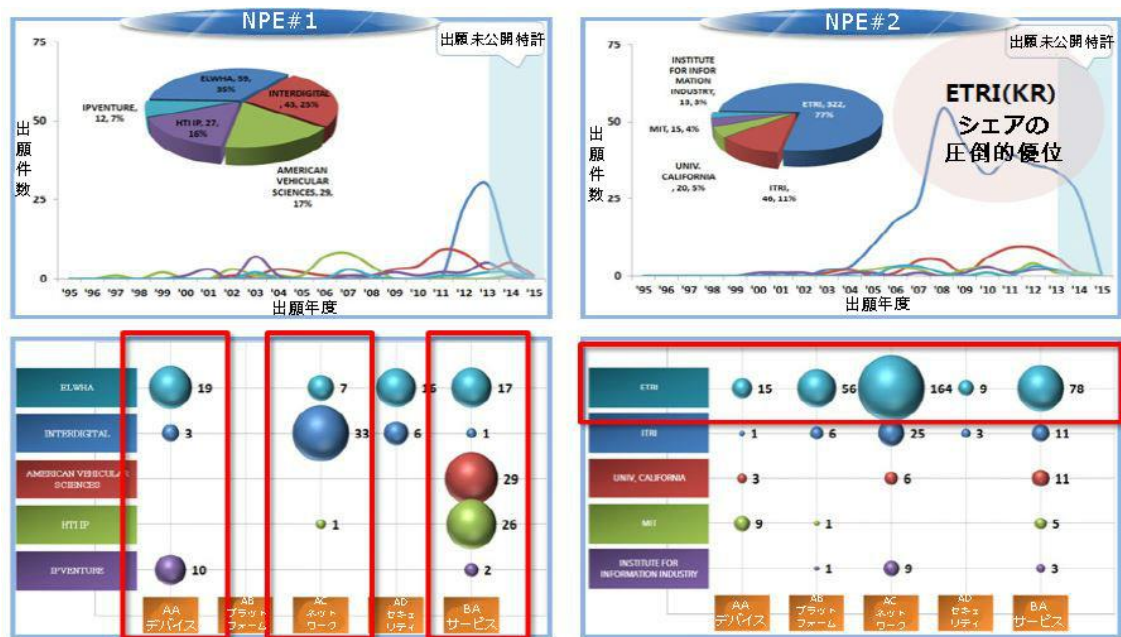 NPE#1
出願未公開特許
75
50
25
0
出願件数
ELWHA, 59, 35%
INTERDIGITAL, 43, 25%
AMERICAN VEHICULAR SCIENCES, 29, 17%
HTI IP, 27, 16%
IPVENTURE, 12, 7%
'95 '96 '97 '98 '99 '00 '01 '02 '03 '04 '05 '06 '07 '08 '09 '10 '11 '12 '13 '14 '15
出願年度
NPE#2
出願未公開特許
75
50
25
0
出願件数
INSTITUTE
FOR INFOR
MATION
INDUSTRY,
13, 3%
MIT, 15, 4%
UNIV.
CALIFORNIA
, 20, 5%
ITRI,
46, 11%
ETRI, 322,
77%
ETRI(KR)
シェアの
圧倒的優位
'95 '96 '97 '98 '99 '00 '01 '02 '03 '04 '05 '06 '07 '08 '09 '10 '11 '12 '13 '14 '15
出願年度
ELWHA 19 7 16 17
INTERDIGITAL 3 33 6 1
AMERICAN VEHICULAR
SCIENCES 29
HTI IP 1 26
IPVENTURE 10 2
AA
デバイス
AB
プラット
フォーム
AC
ネット
ワーク
AD
セキュ
リティ
BA
サービス
ETRI 15 56 164 9 78
ITRI 1 6 25 3 11
UNIV. CALIFORNIA 3 6 11
MIT 9 1 5
INSTITUTE FOR
INFORMATION INDUSTRY 1 9 3
AA
デバイス
AB
プラット
フォーム
AC
ネット
ワーク
AD
セキュ
リティ
BA
サービス